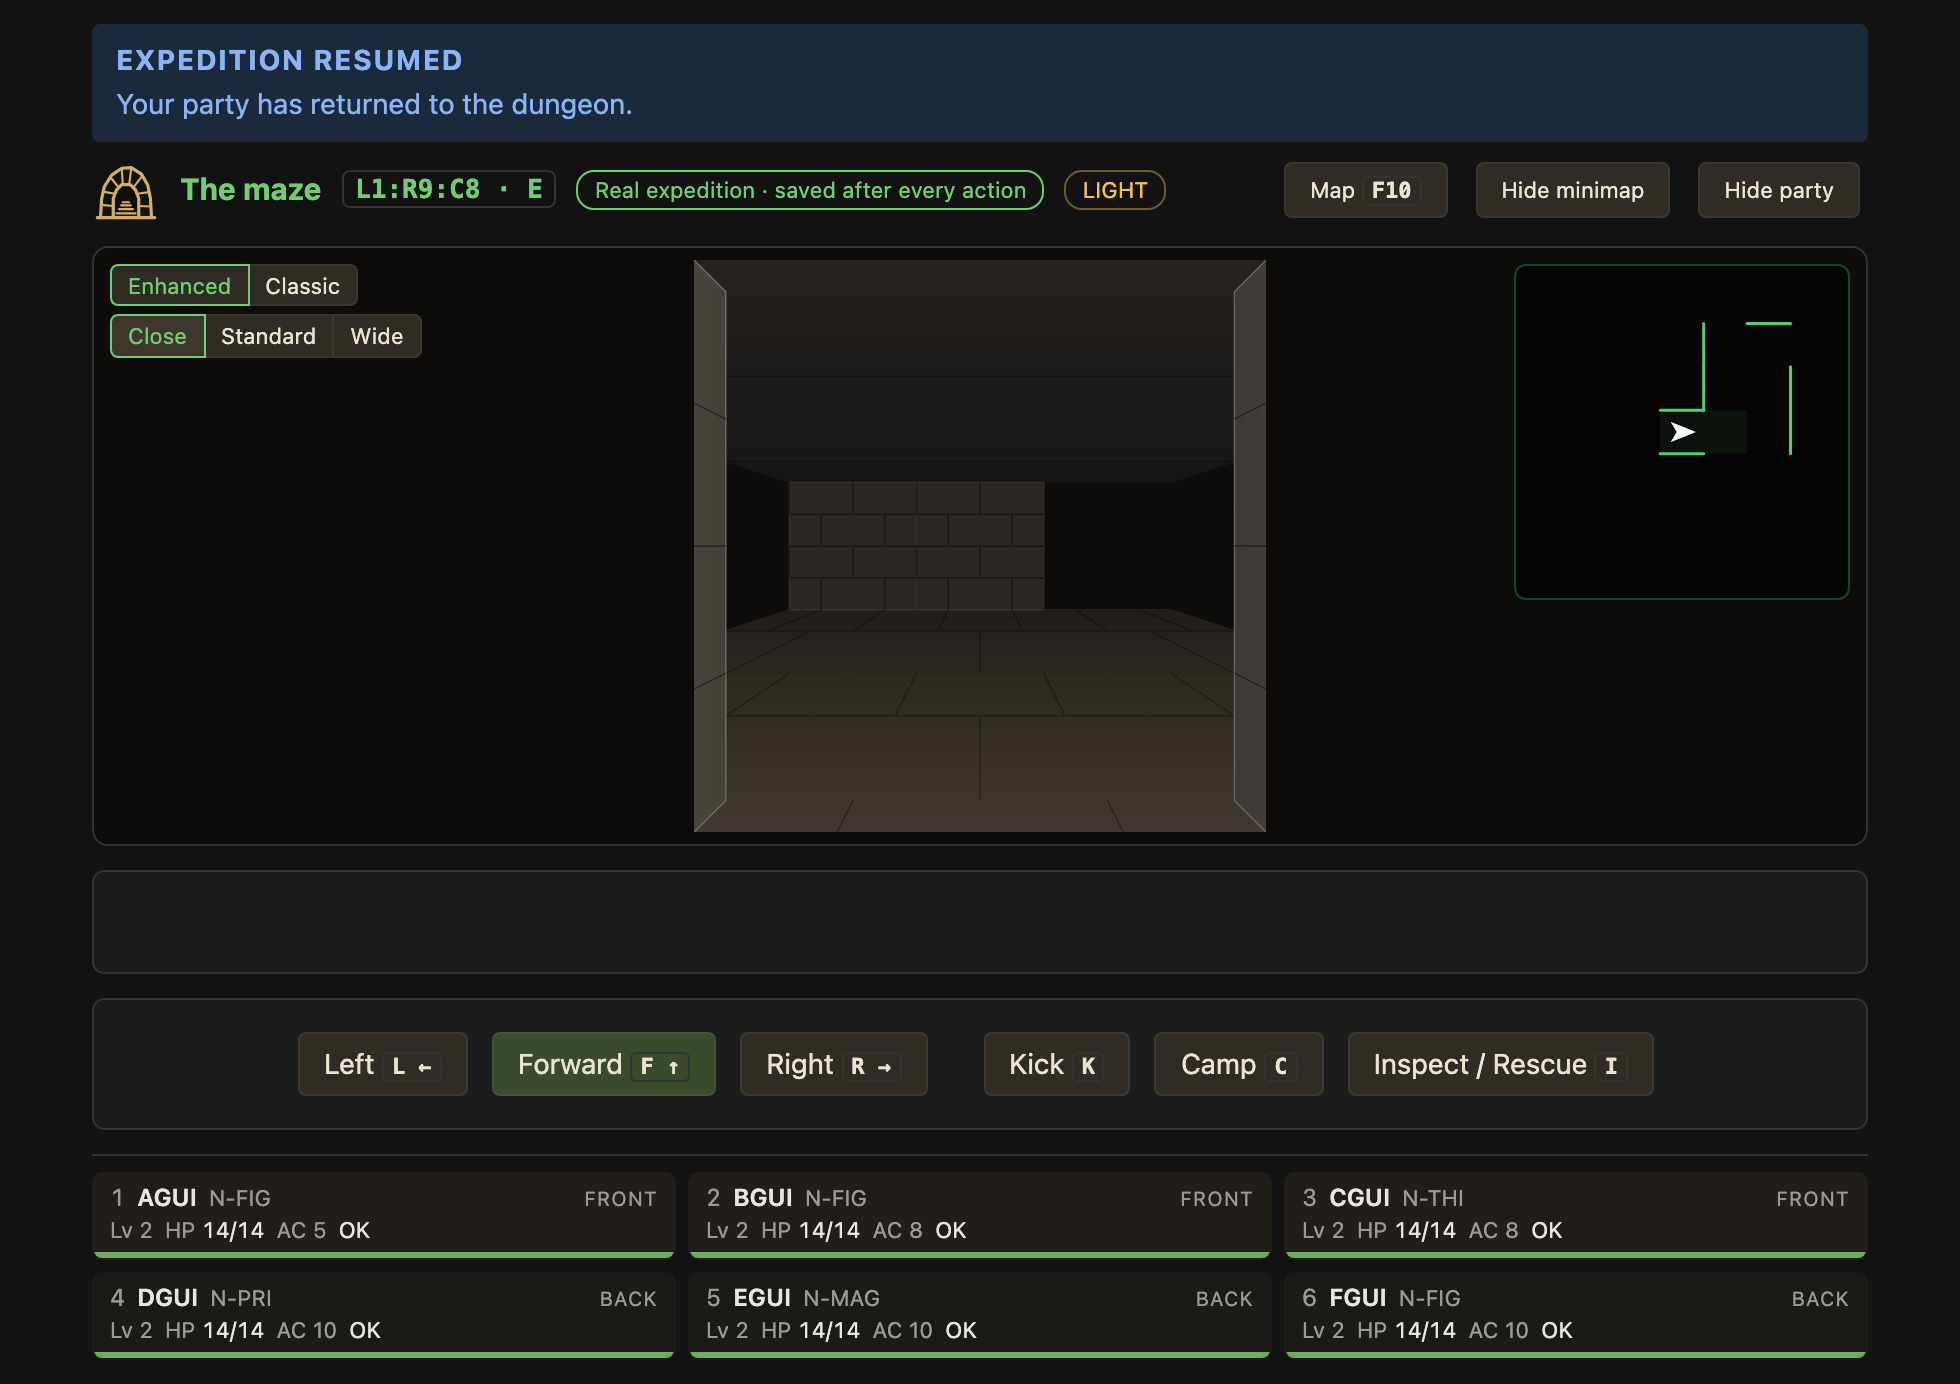 EXPEDITION RESUMED
Your party has returned to the dungeon.
The maze L1:R9:C8 · E Real expedition · saved after every action LIGHT Map F10 Hide minimap Hide party
Enhanced Classic
Close Standard Wide
Left L ← Forward F ↑ Right R → Kick K Camp C Inspect / Rescue I
1 AGUI N-FIG FRONT
Lv 2 HP 14/14 AC 5 OK
2 BGUI N-FIG FRONT
Lv 2 HP 14/14 AC 8 OK
3 CGUI N-THI FRONT
Lv 2 HP 14/14 AC 8 OK
4 DGUI N-PRI BACK
Lv 2 HP 14/14 AC 10 OK
5 EGUI N-MAG BACK
Lv 2 HP 14/14 AC 10 OK
6 FGUI N-FIG BACK
Lv 2 HP 14/14 AC 10 OK